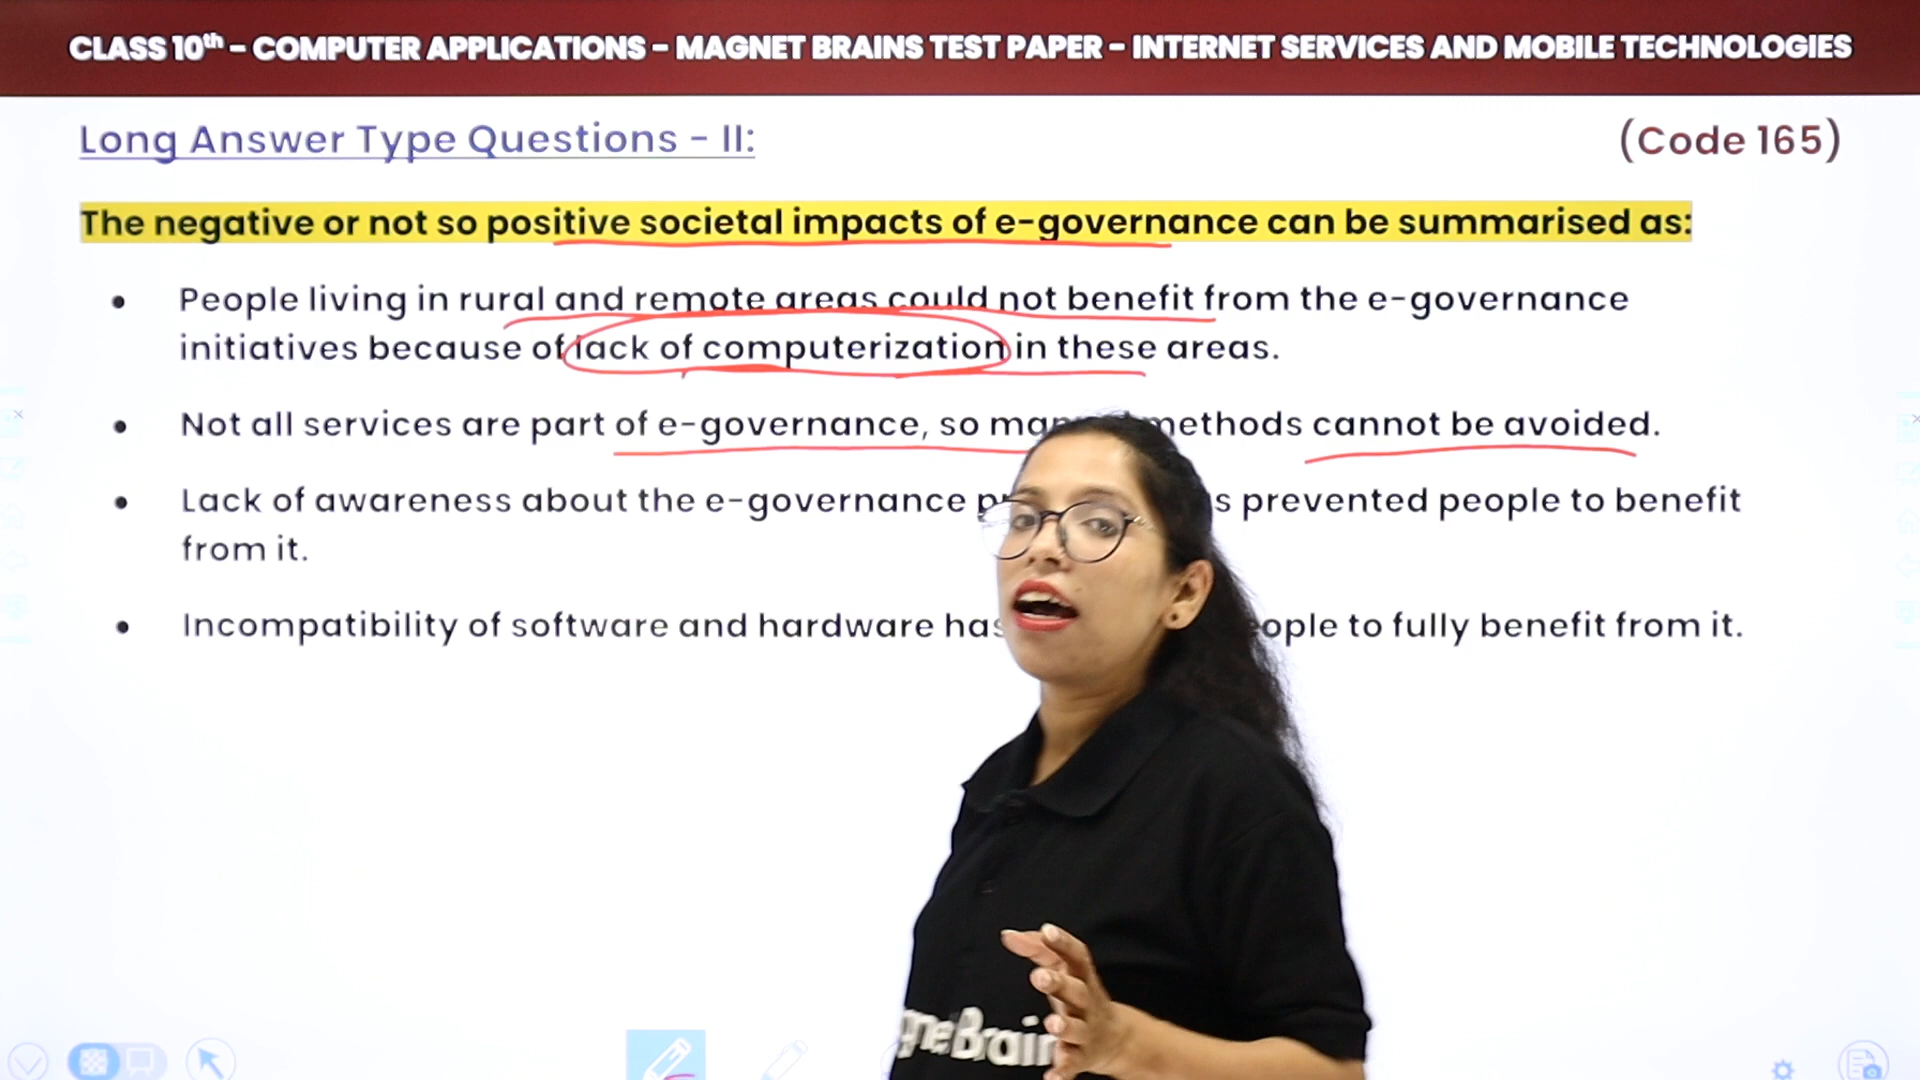 CLASS 10th – COMPUTER APPLICATIONS – MAGNET BRAINS TEST PAPER – INTERNET SERVICES AND MOBILE TECHNOLOGIES
Long Answer Type Questions – II: (Code 165)
The negative or not so positive societal impacts of e-governance can be summarised as:
• People living in rural and remote areas could not benefit from the e-governance
initiatives because of lack of computerization in these areas.
• Not all services are part of e-governance, so methods cannot be avoided.
• Lack of awareness about the e-governance prevented people to benefit
from it.
• Incompatibility of software and hardware has to fully benefit from it.
Brain